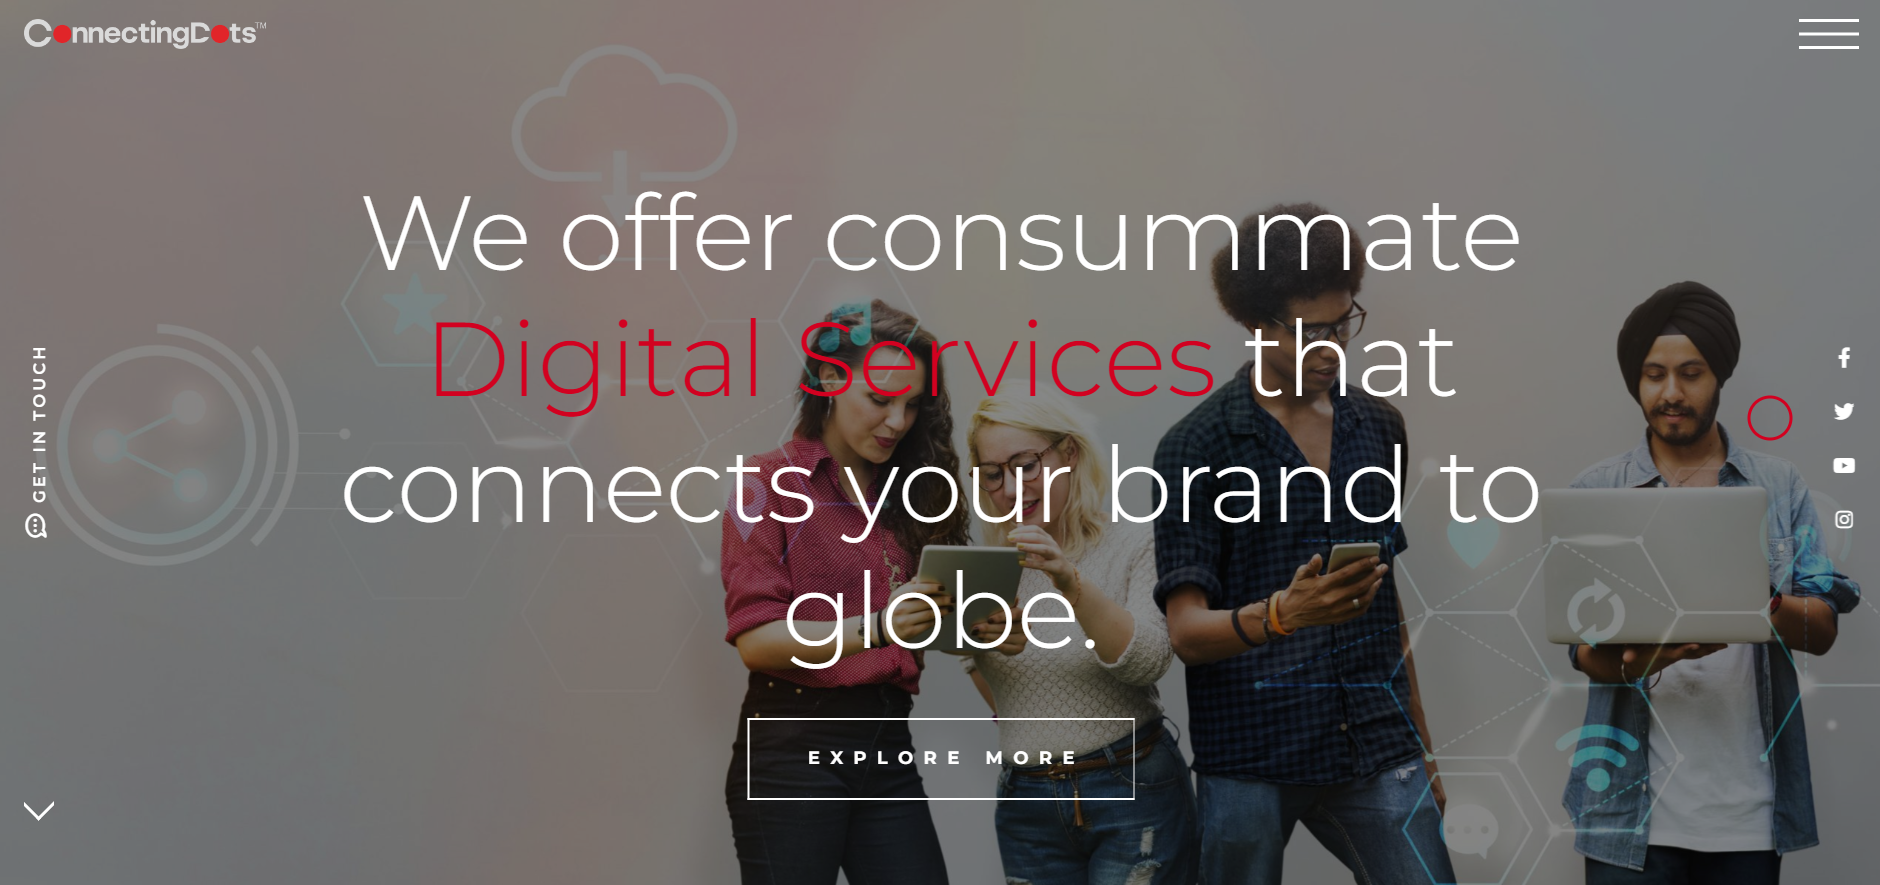 ConnectingDots™
We offer consummate
Digital Services that
connects your brand to
globe.
GET IN TOUCH
EXPLORE MORE